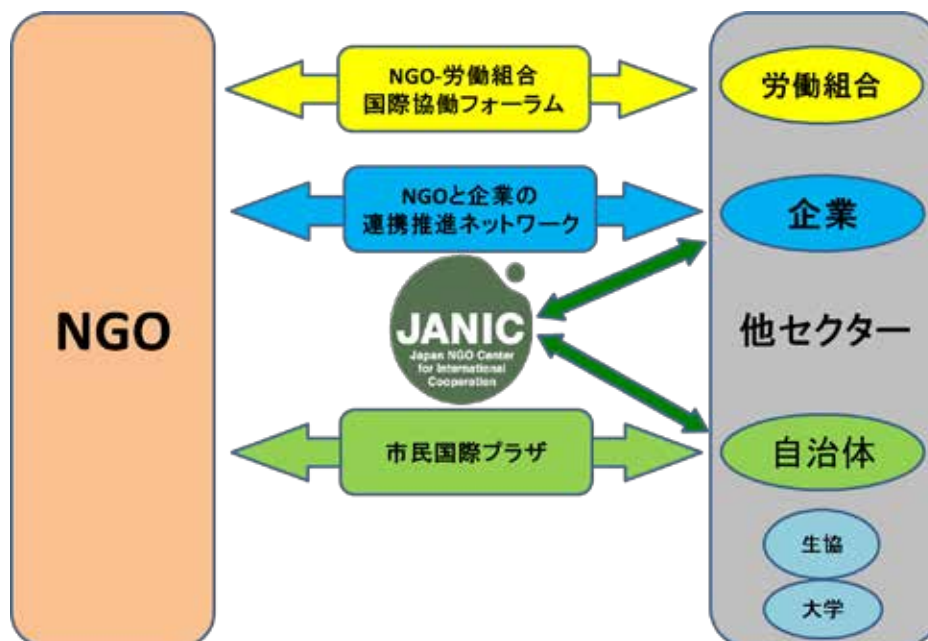 NGO
NGO-労働組合
国際協働フォーラム
NGOと企業の
連携推進ネットワーク
JANIC
Japan NGO Center
for International
Cooperation
市民国際プラザ
労働組合
企業
他セクター
自治体
生協
大学